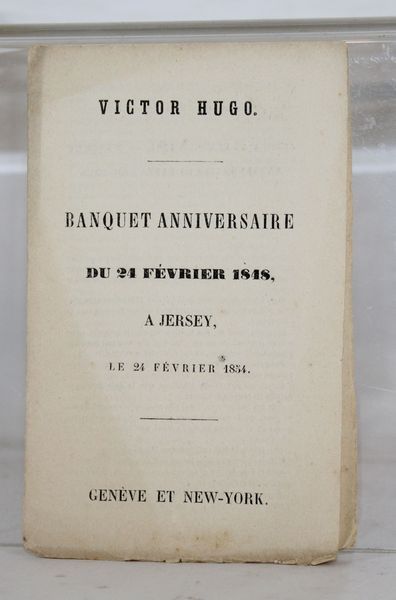 VICTOR HUGO.
BANQUET ANNIVERSAIRE
DU 24 FÉVRIER 1848,
A JERSEY,
LE 24 FÉVRIER 1854.
GENÈVE ET NEW-YORK.